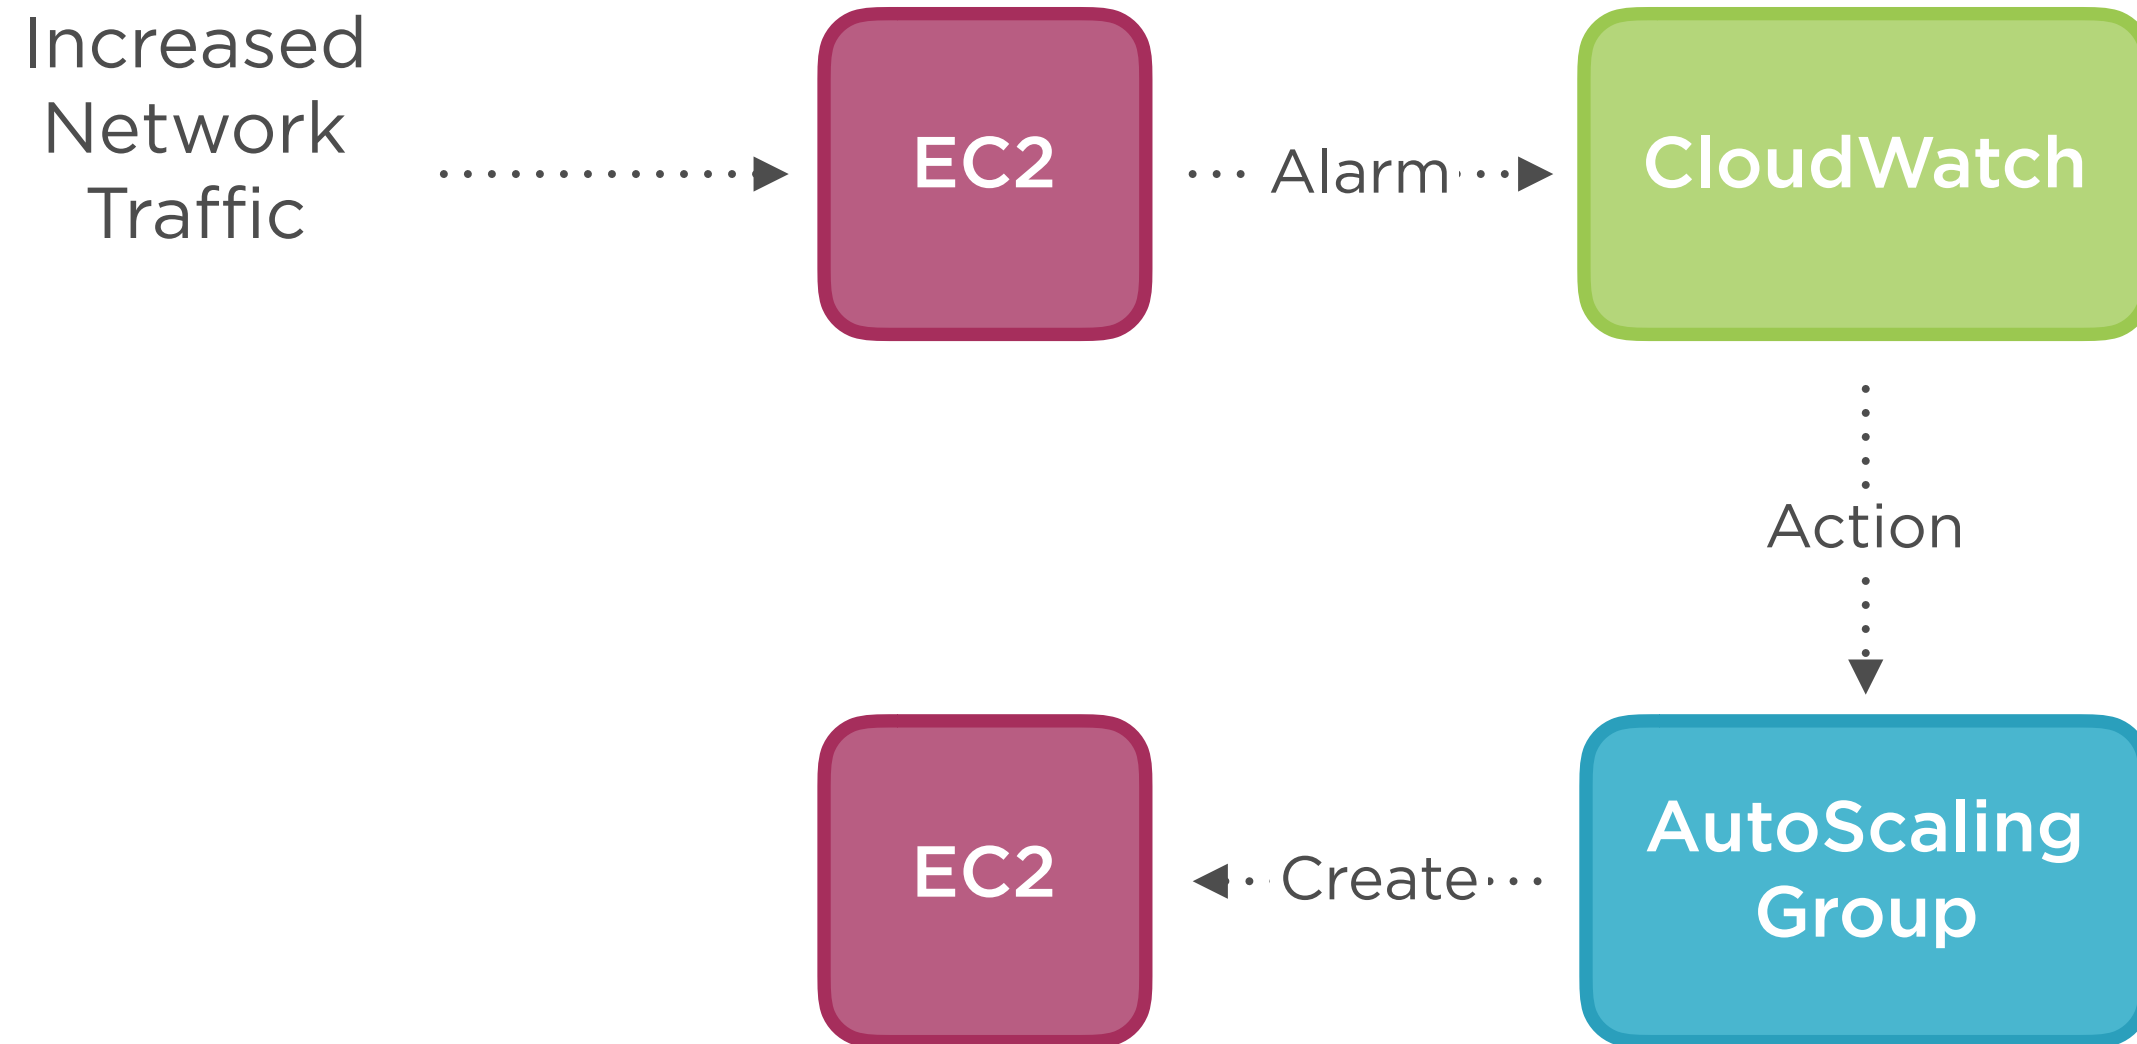 Increased
Network
Traffic
EC2
Alarm
CloudWatch
Action
AutoScaling
Group
Create
EC2